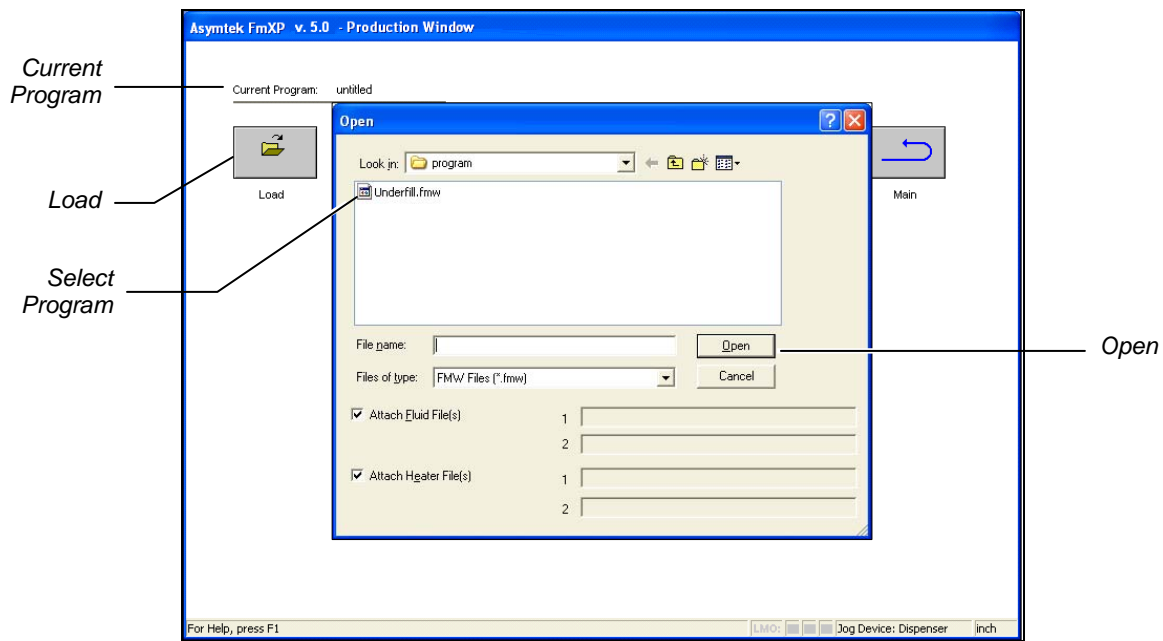 Asymtek FmXP v. 5.0 - Production Window
Current
Program
Current Program: untitled
Open
Look in: program
Load
Load
Underfill.fmw
Main
Select
Program
File name:
Open
Open
Files of type: FMW Files (*.fmw)
Cancel
Attach Fluid File(s)
1
2
Attach Heater File(s)
1
2
For Help, press F1
LMO:
Jog Device: Dispenser
inch